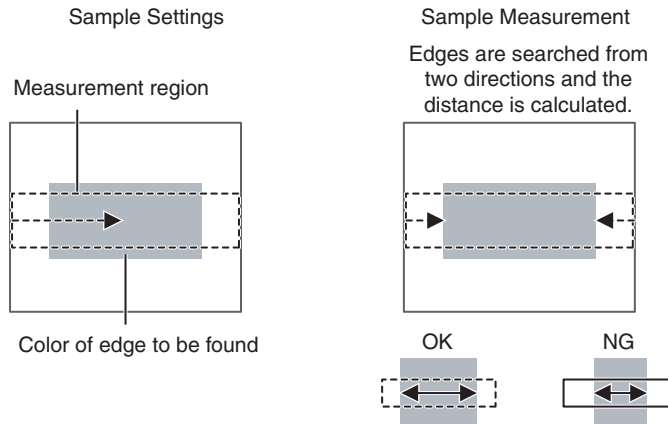 Sample Settings
Measurement region
Color of edge to be found
Sample Measurement
Edges are searched from
two directions and the
distance is calculated.
OK
NG